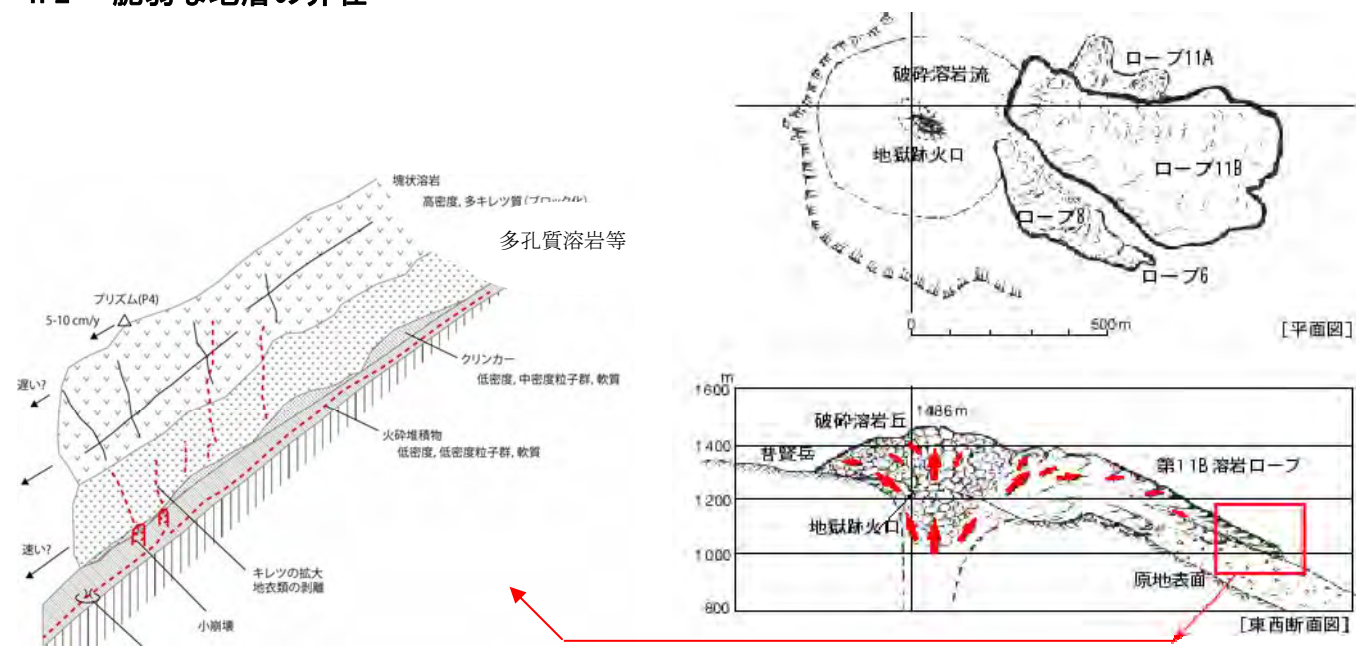 塊状溶岩
高密度, 多キレツ質(ブロック化)
多孔質溶岩等
プリズム(P4)
5-10 cm/y
遅い?
クリンカー
低密度, 中密度粒子群, 軟質
火砕堆積物
低密度, 低密度粒子群, 軟質
速い?
キレツの拡大
地衣類の剥離
小崩壊
破砕溶岩流
ローブ11A
地獄跡火口
ローブ11B
ローブ8
ローブ6
0
500m
[平面図]
m
1600
1486m
破砕溶岩丘
1400
普賢岳
第11B溶岩ローブ
1200
地獄跡火口
1000
原地表面
800
[東西断面図]